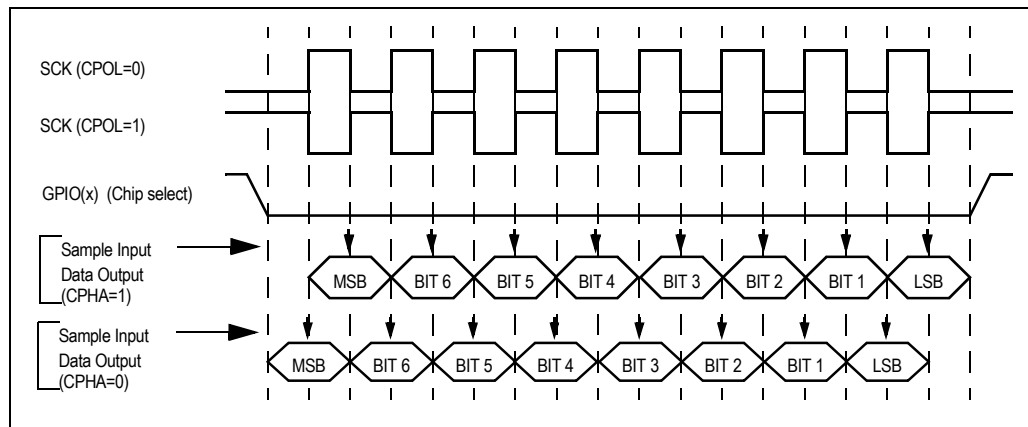 SCK (CPOL=0)
SCK (CPOL=1)
GPIO(x) (Chip select)
Sample Input
Data Output
(CPHA=1)
MSB BIT 6 BIT 5 BIT 4 BIT 3 BIT 2 BIT 1 LSB
Sample Input
Data Output
(CPHA=0)
MSB BIT 6 BIT 5 BIT 4 BIT 3 BIT 2 BIT 1 LSB